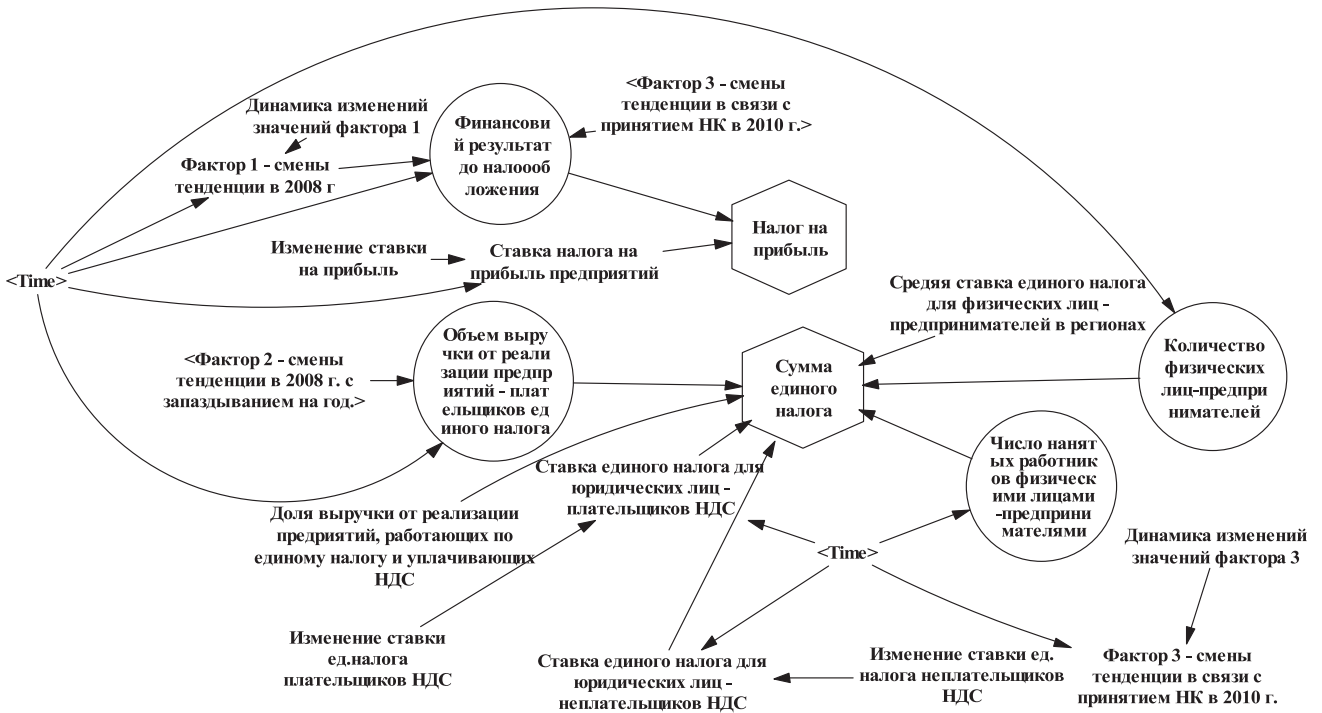 <Фактор 3 - смены
тенденции в связи с
принятием НК в 2010 г.>
Динамика изменений
значений фактора 1
Финансови
й результат
до налоооб
ложения
Фактор 1 - смены
тенденции в 2008 г
Налог на
прибыль
Изменение ставки
на прибыль
Ставка налога на
прибыль предприятий
<Time>
Средяя ставка единого налога
для физических лиц -
предпринимателей в регионах
Объем выру
чки от реали
зации предпр
иятий - плат
ельщиков ед
иного налога
<Фактор 2 - смены
тенденции в 2008 г. с
запаздыванием на год.>
Сумма
единого
налога
Количество
физических
лиц-предпри
нимателей
Число нанят
ых работник
ов физическ
ими лицами
-предприни
мателями
Ставка единого налога для
юридических лиц -
плательщиков НДС
Доля выручки от реализации
предриятий, работающих по
единому налогу и уплачивающих
НДС
<Time>
Динамика изменений
значений фактора 3
Изменение ставки
ед.налога
плательщиков НДС
Ставка единого налога для
юридических лиц -
неплательщиков НДС
Изменение ставки ед.
налога неплательщиков
НДС
Фактор 3 - смены
тенденции в связи с
принятием НК в 2010 г.